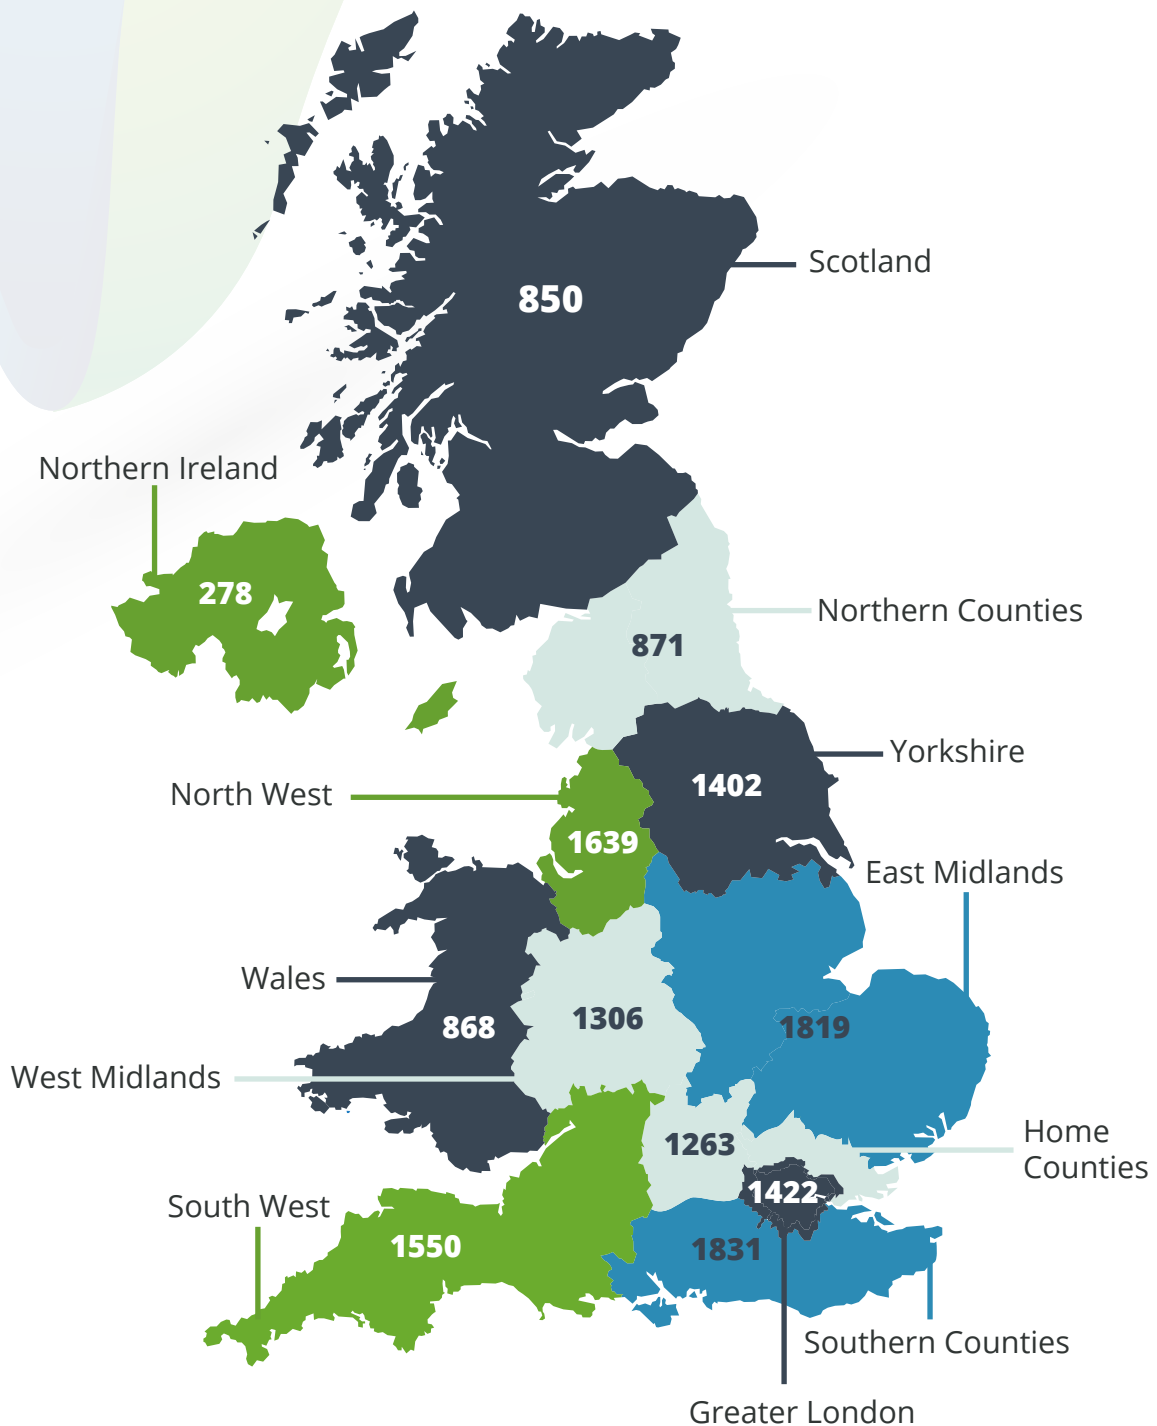 Scotland
850
Northern Ireland
278
Northern Counties
871
Yorkshire
1402
North West
1639
East Midlands
Wales
868
1306
1819
West Midlands
Home
Counties
1263
1422
South West
1550
1831
Southern Counties
Greater London